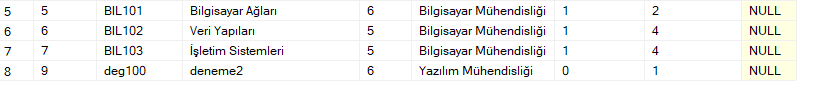 5 5 BIL101 Bilgisayar Ağları 6 Bilgisayar Mühendisliği 1 2 NULL
6 6 BIL102 Veri Yapıları 5 Bilgisayar Mühendisliği 1 4 NULL
7 7 BIL103 İşletim Sistemleri 5 Bilgisayar Mühendisliği 1 4 NULL
8 9 deg100 deneme2 6 Yazılım Mühendisliği 0 1 NULL